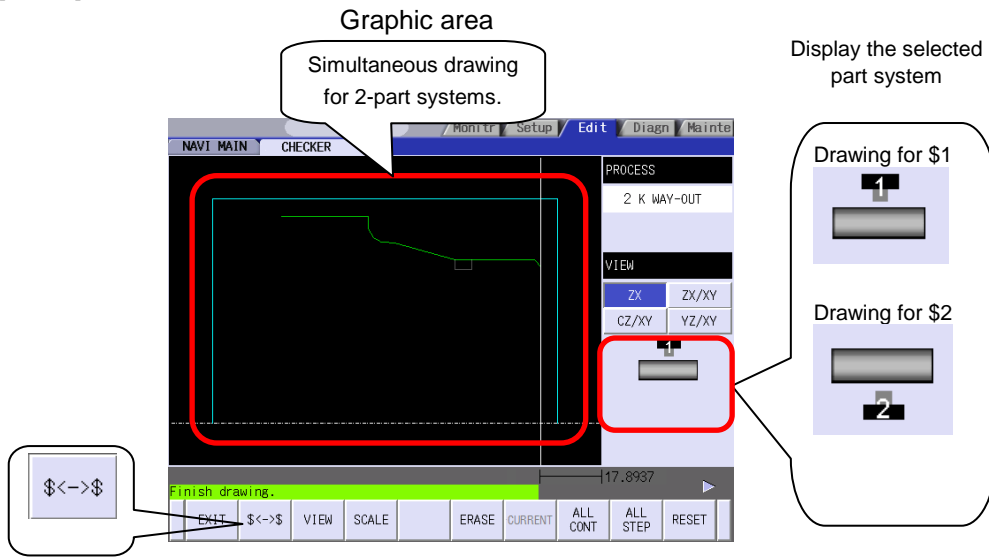 Graphic area
Simultaneous drawing
for 2-part systems.
Display the selected
part system
Monitr Setup Edit Diagn Mainte
NAVI MAIN CHECKER
PROCESS
2 K WAY-OUT
VIEW
ZX ZX/XY
CZ/XY YZ/XY
1
Drawing for $1
1
Drawing for $2
2
17.8937
Finish drawing.
$<->$
EXIT $<->$ VIEW SCALE ERASE CURRENT ALL CONT ALL STEP RESET